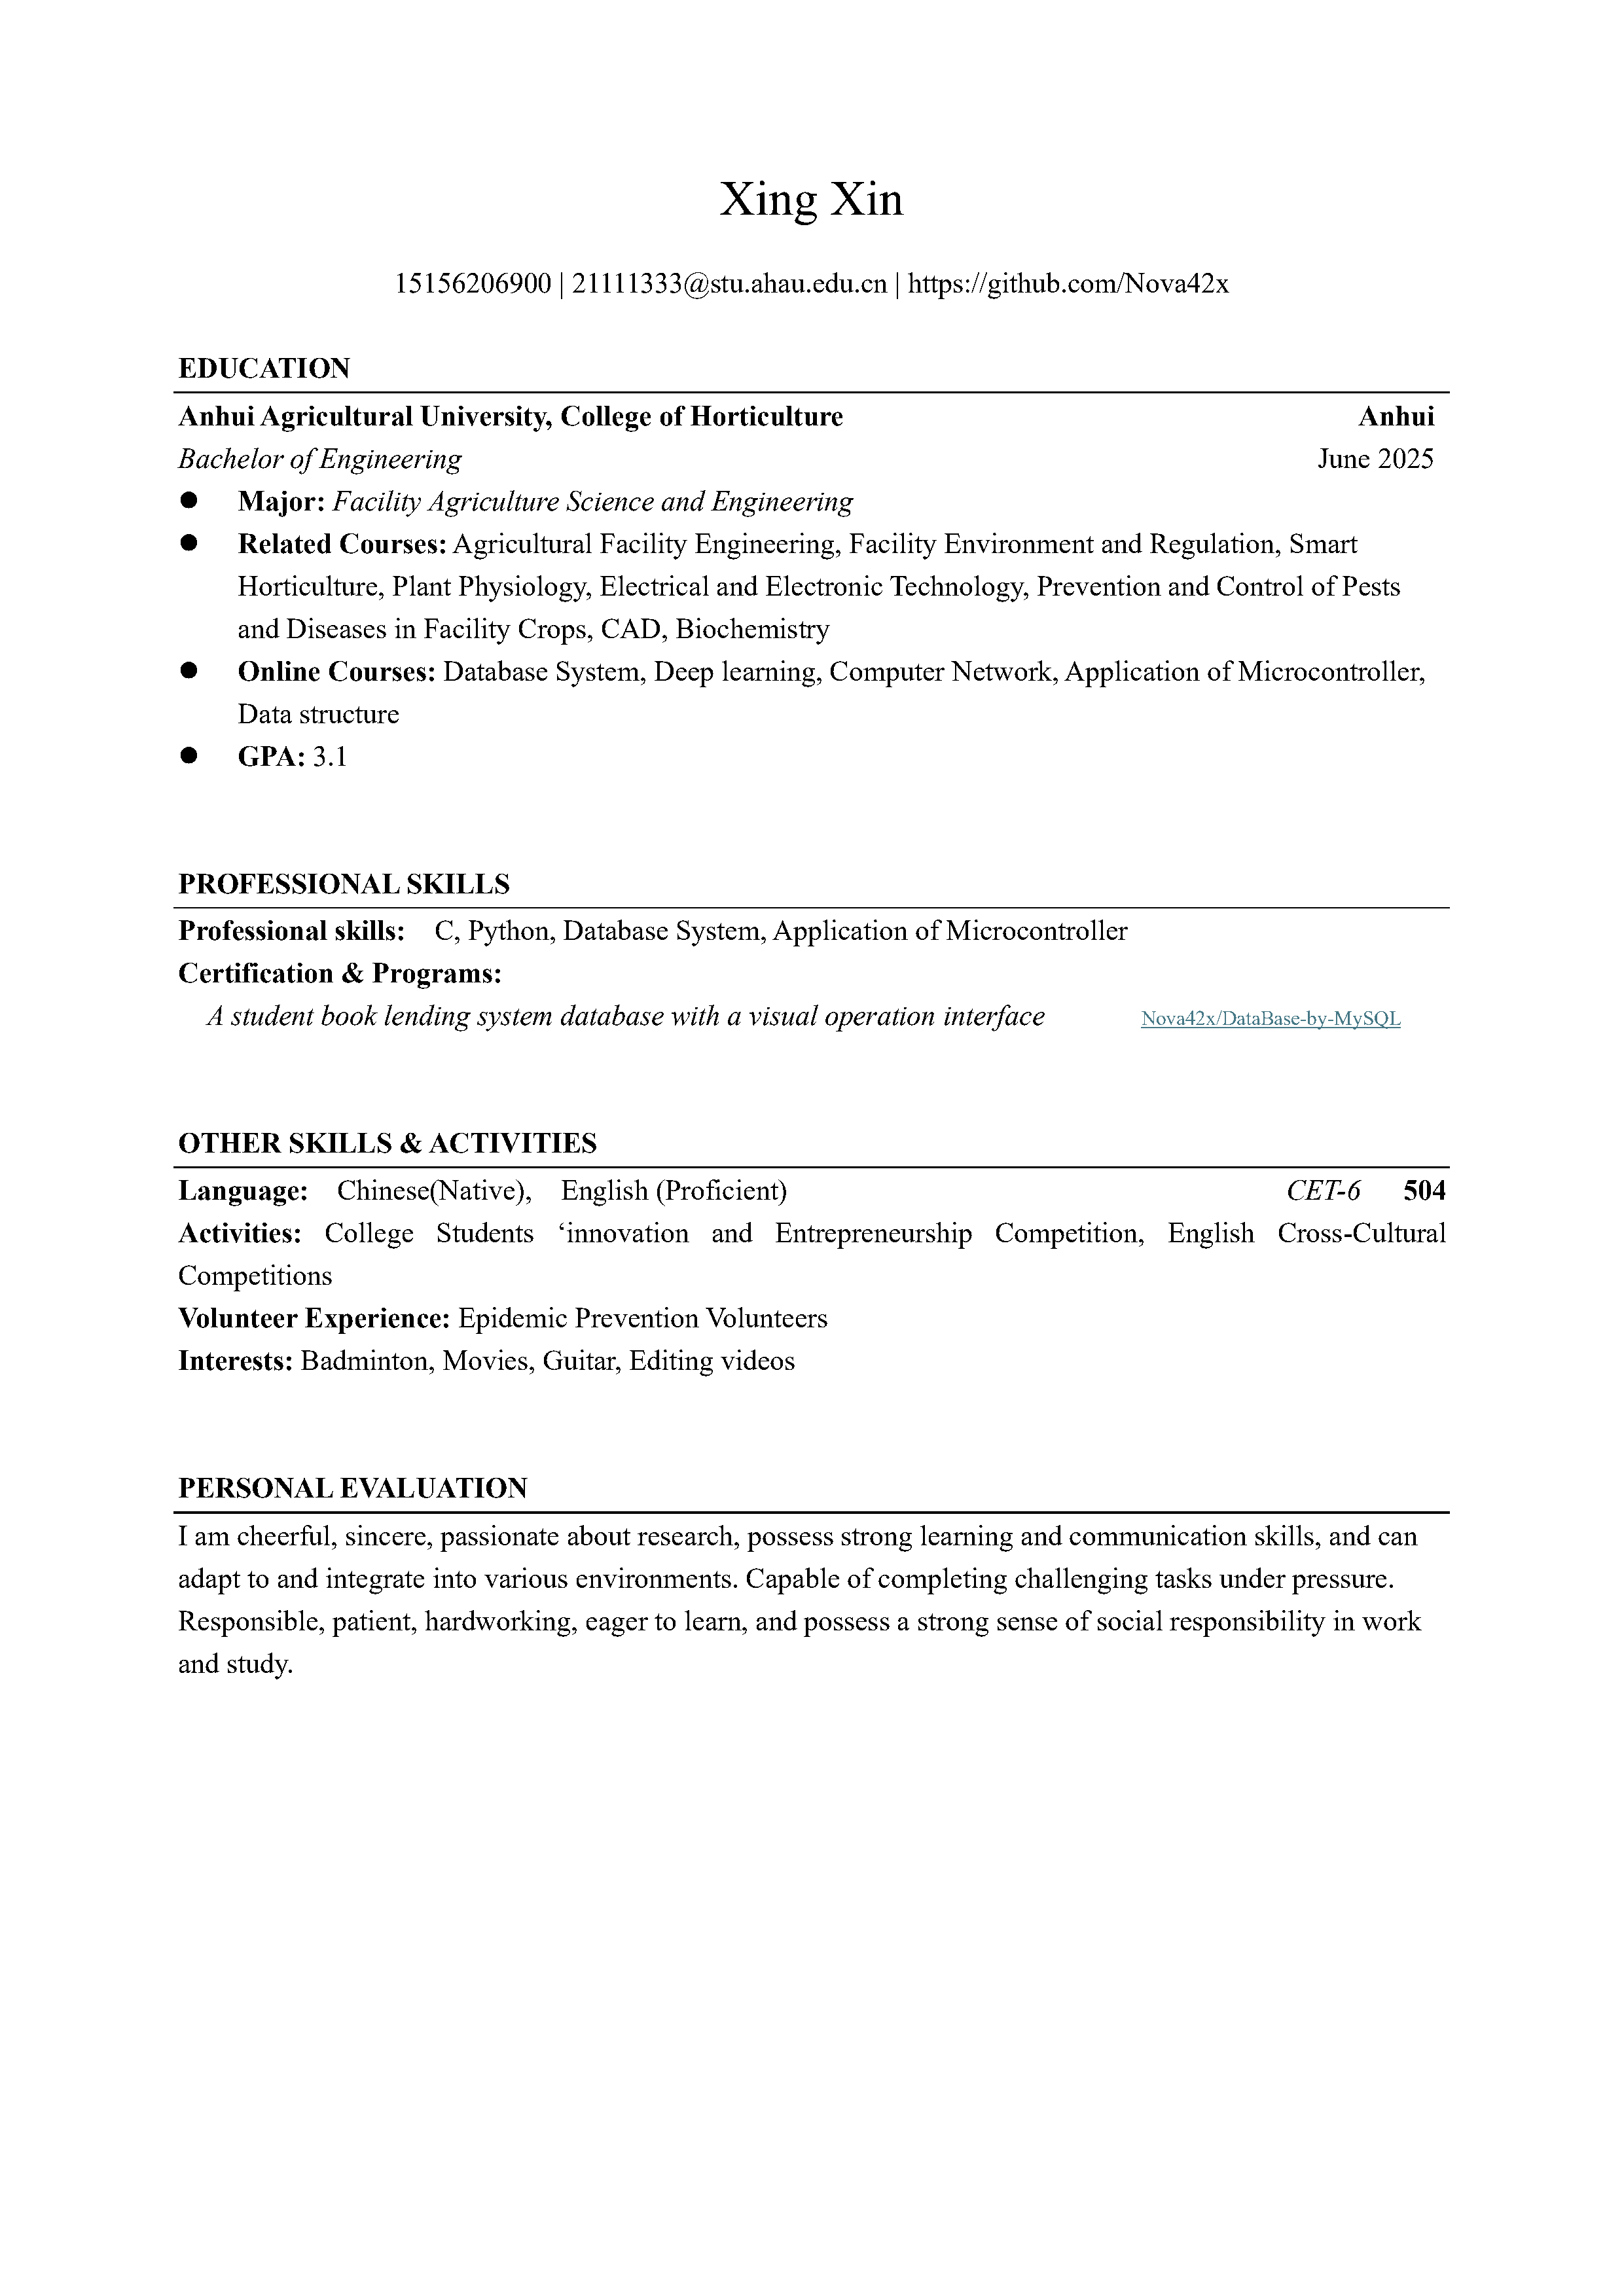 Xing Xin
15156206900 | 21111333@stu.ahau.edu.cn | https://github.com/Nova42x
EDUCATION
Anhui Agricultural University, College of Horticulture Anhui
Bachelor of Engineering June 2025
● Major: Facility Agriculture Science and Engineering
● Related Courses: Agricultural Facility Engineering, Facility Environment and Regulation, Smart
Horticulture, Plant Physiology, Electrical and Electronic Technology, Prevention and Control of Pests
and Diseases in Facility Crops, CAD, Biochemistry
● Online Courses: Database System, Deep learning, Computer Network, Application of Microcontroller,
Data structure
● GPA: 3.1
PROFESSIONAL SKILLS
Professional skills: C, Python, Database System, Application of Microcontroller
Certification & Programs:
A student book lending system database with a visual operation interface Nova42x/DataBase-by-MySQL
OTHER SKILLS & ACTIVITIES
Language: Chinese(Native), English (Proficient) CET-6 504
Activities: College Students ‘innovation and Entrepreneurship Competition, English Cross-Cultural
Competitions
Volunteer Experience: Epidemic Prevention Volunteers
Interests: Badminton, Movies, Guitar, Editing videos
PERSONAL EVALUATION
I am cheerful, sincere, passionate about research, possess strong learning and communication skills, and can
adapt to and integrate into various environments. Capable of completing challenging tasks under pressure.
Responsible, patient, hardworking, eager to learn, and possess a strong sense of social responsibility in work
and study.